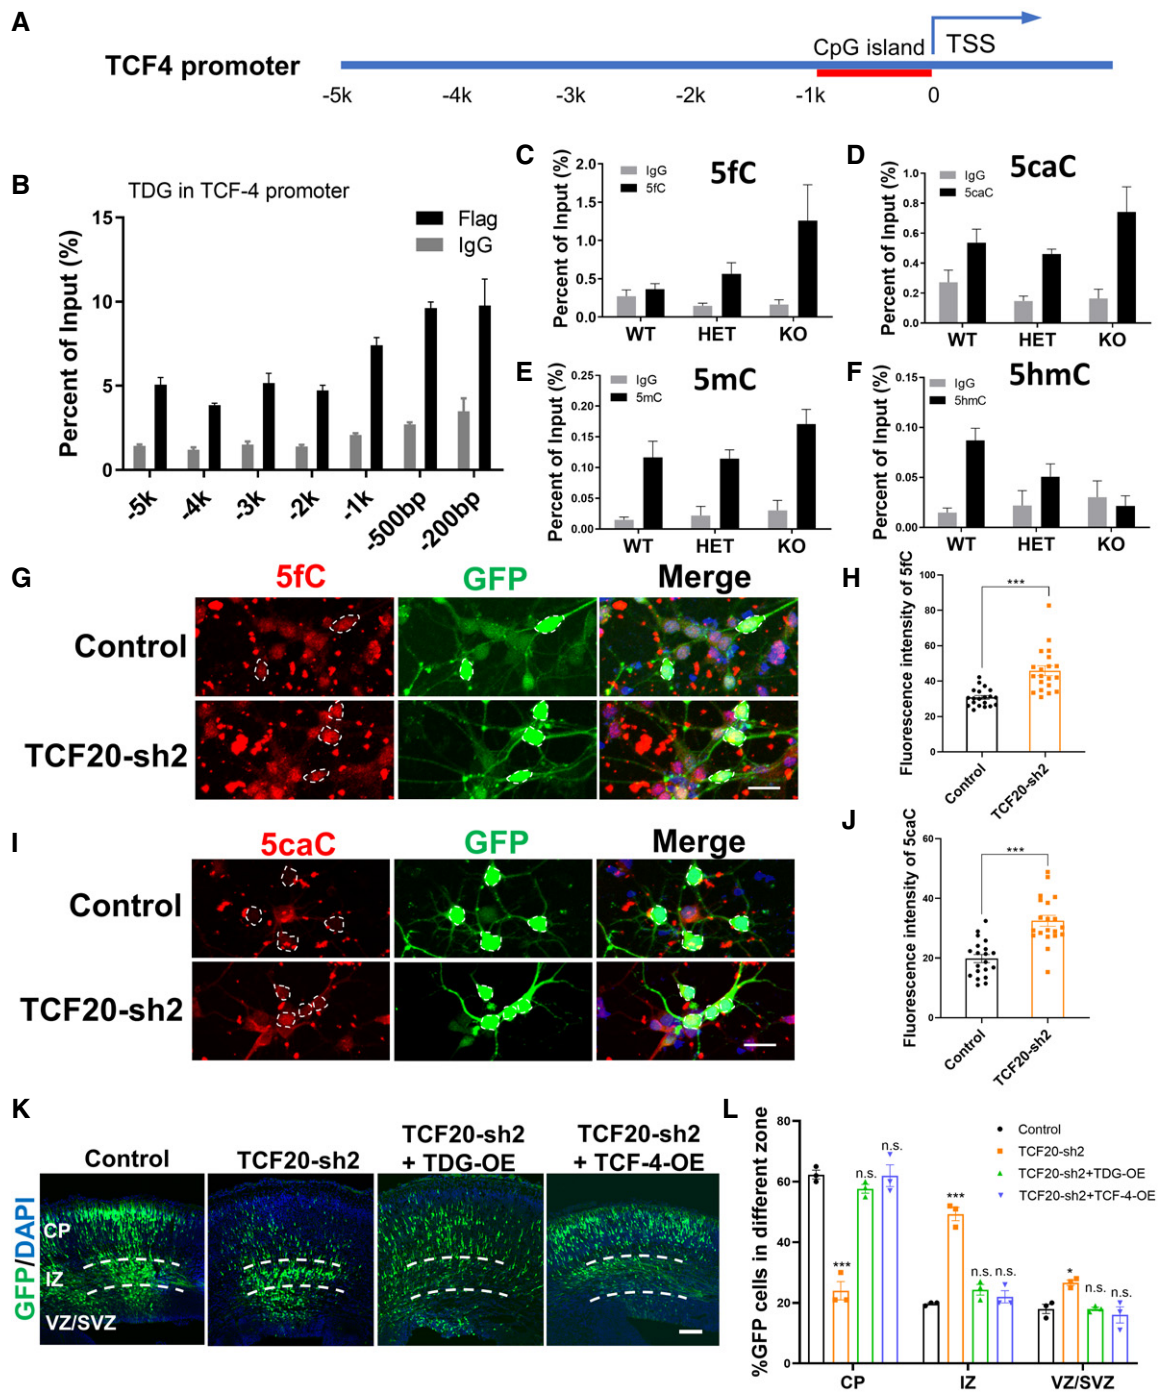 A
TCF4 promoter
CpG island
TSS
-5k -4k -3k -2k -1k 0
B
TDG in TCF-4 promoter
Flag
IgG
Percent of Input (%)
15
10
5
0
-5k -4k -3k -2k -1k -500bp -200bp
C
5fC
IgG
5fC
Percent of Input (%)
2.0
1.5
1.0
0.5
0.0
WT HET KO
D
5caC
IgG
5caC
Percent of Input (%)
1.0
0.8
0.6
0.4
0.2
0.0
WT HET KO
E
5mC
IgG
5mC
Percent of Input (%)
0.25
0.20
0.15
0.10
0.05
0.00
WT HET KO
F
5hmC
IgG
5hmC
Percent of Input (%)
0.15
0.10
0.05
0.00
WT HET KO
G
5fC GFP Merge
Control
TCF20-sh2
H
Fluorescence intensity of 5fC
100
80
60
40
20
0
***
Control TCF20-sh2
I
5caC GFP Merge
Control
TCF20-sh2
J
Fluorescence intensity of 5caC
60
40
20
0
***
Control TCF20-sh2
K
Control
TCF20-sh2
TCF20-sh2
+ TDG-OE
TCF20-sh2
+ TCF-4-OE
GFP/DAPI
CP
IZ
VZ/SVZ
L
%GFP cells in different zone
80
60
40
20
0
Control
TCF20-sh2
TCF20-sh2+TDG-OE
TCF20-sh2+TCF-4-OE
*** n.s. n.s.
*** n.s. n.s.
* n.s. n.s.
CP IZ VZ/SVZ